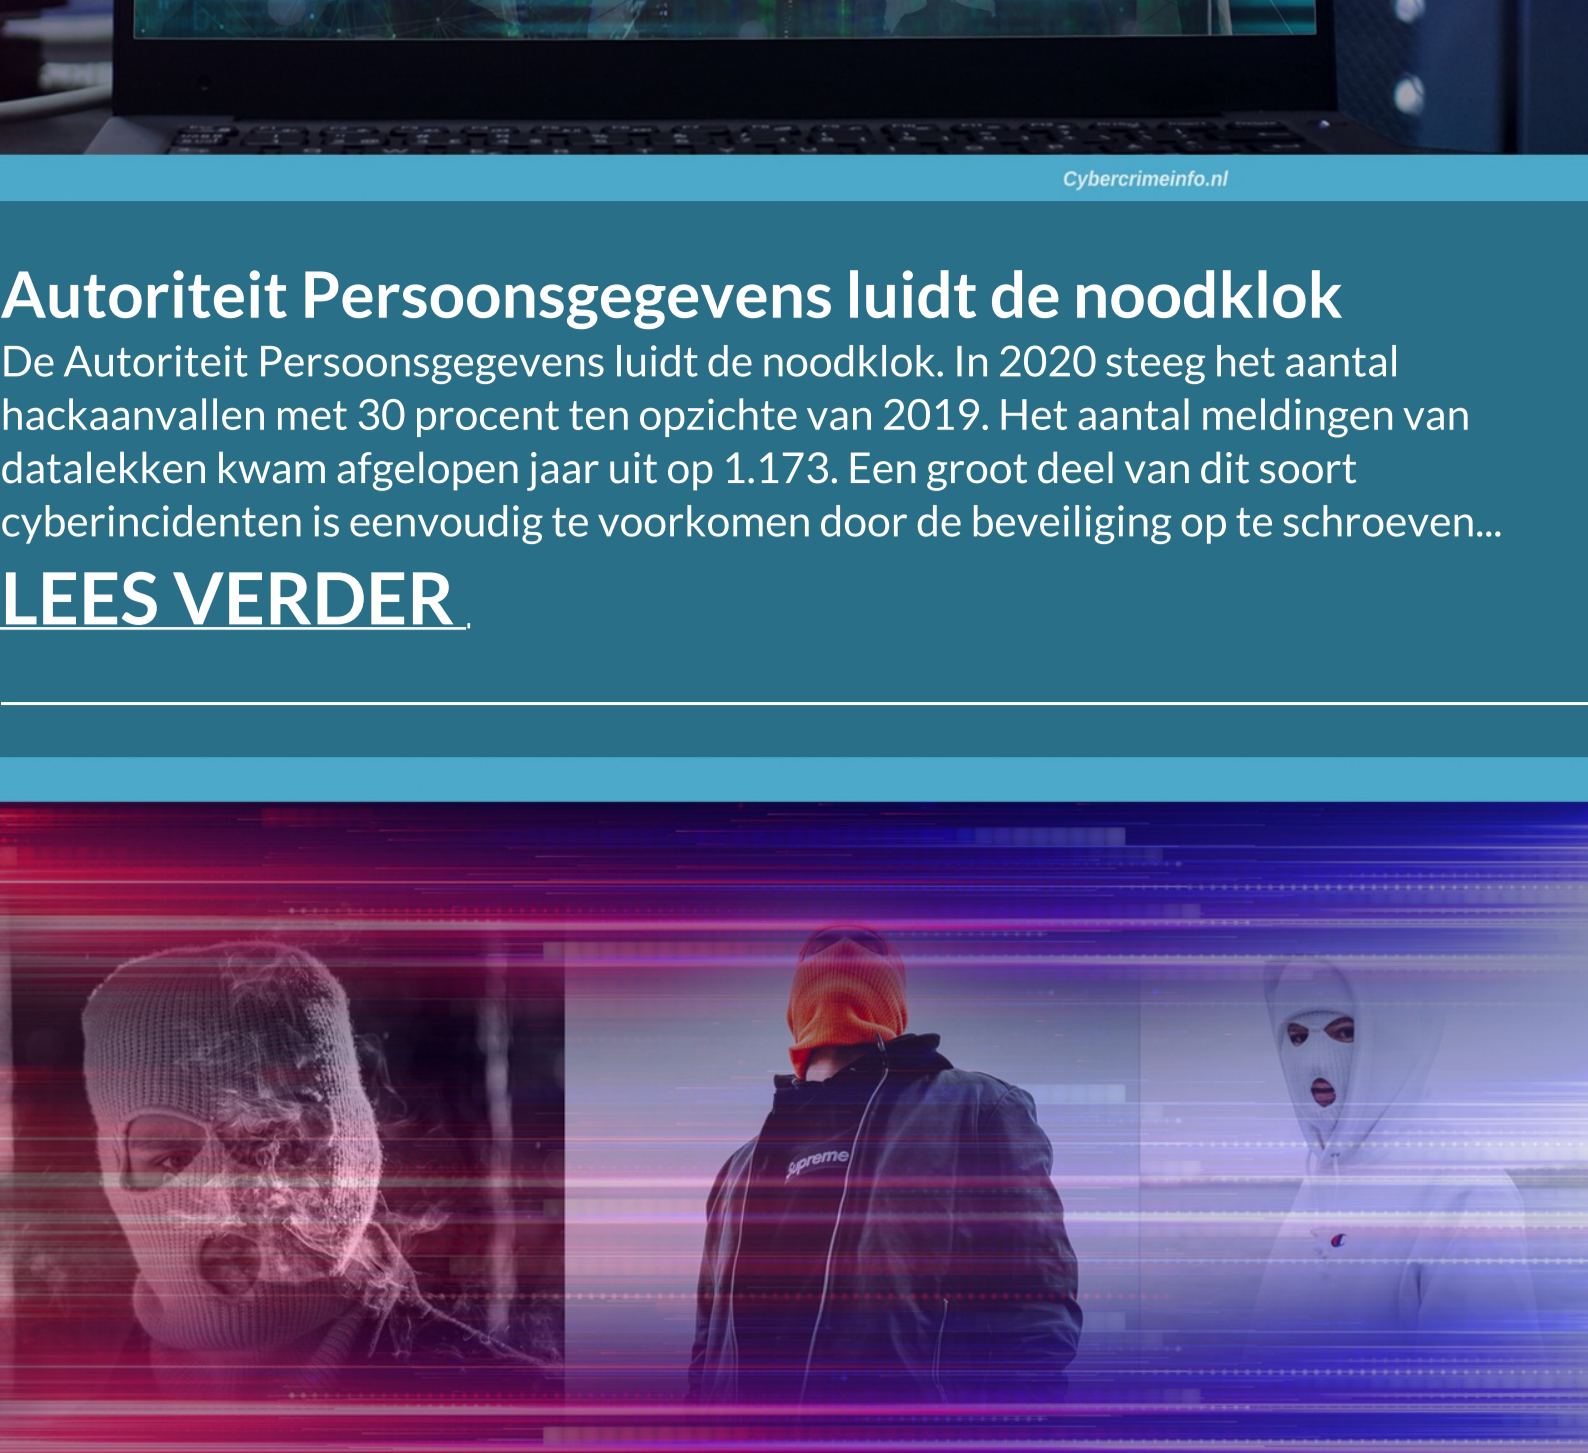 Cybercrimeinfo.nl
Autoriteit Persoonsgegevens luidt de noodklok
De Autoriteit Persoonsgegevens luidt de noodklok. In 2020 steeg het aantal
hackaanvallen met 30 procent ten opzichte van 2019. Het aantal meldingen van
datalekken kwam afgelopen jaar uit op 1.173. Een groot deel van dit soort
cyberincidenten is eenvoudig te voorkomen door de beveiliging op te schroeven...
LEES VERDER .
Supreme